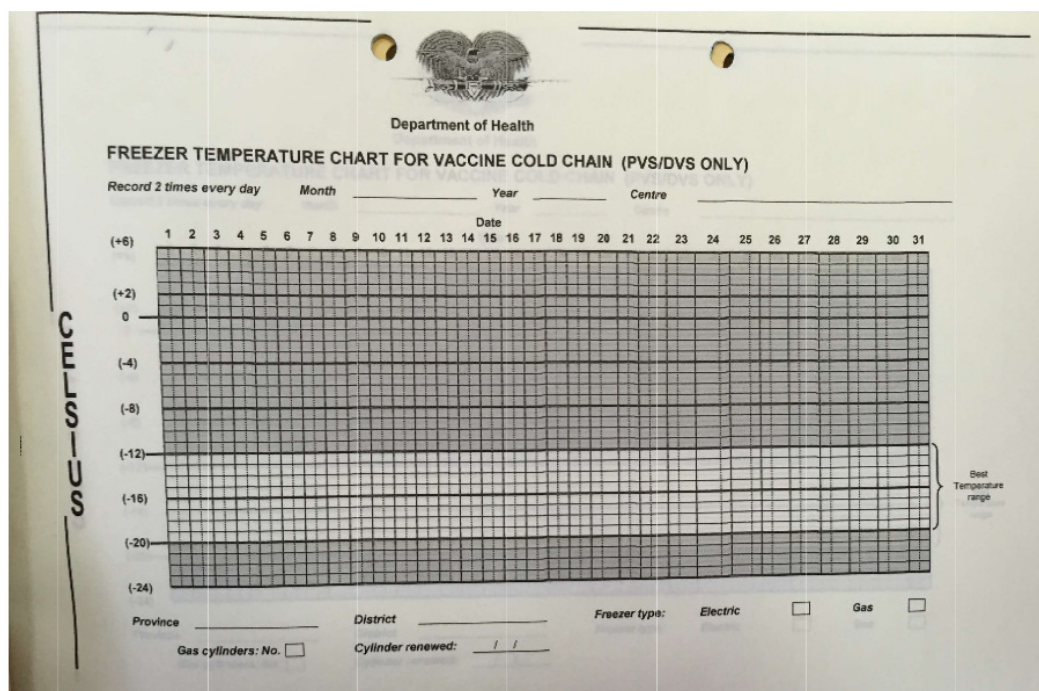 Department of Health
FREEZER TEMPERATURE CHART FOR VACCINE COLD CHAIN (PVS/DVS ONLY)
Record 2 times every day Month Year Centre
Date
1 2 3 4 5 6 7 8 9 10 11 12 13 14 15 16 17 18 19 20 21 22 23 24 25 26 27 28 29 30 31
(+6)
(+2)
0
(-4)
(-8)
(-12)
(-16)
(-20)
(-24)
CELSIUS
Best
Temperature
range
Province District Freezer type: Electric Gas
Gas cylinders: No. Cylinder renewed: / /